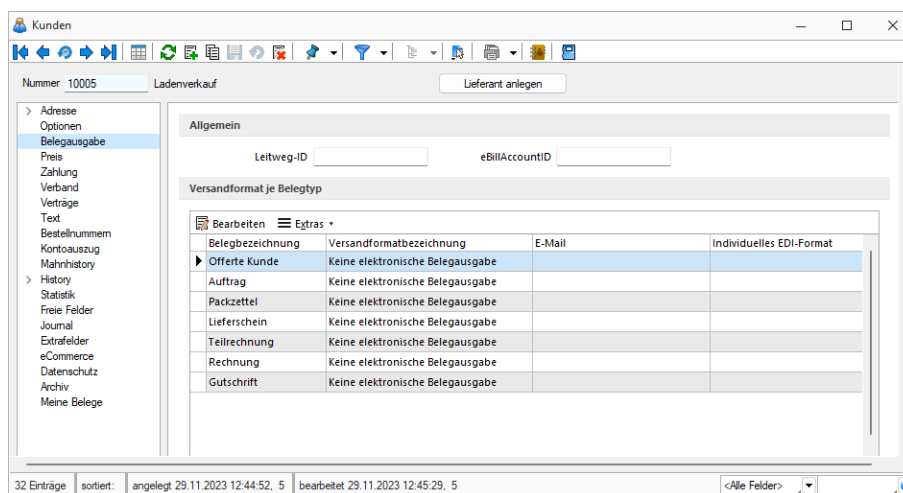 Kunden
Nummer 10005 Ladenverkauf Lieferant anlegen
Adresse
Optionen
Belegausgabe
Preis
Zahlung
Verband
Verträge
Text
Bestellnummern
Kontoauszug
Mahnhistory
History
Statistik
Freie Felder
Journal
Extrafelder
eCommerce
Datenschutz
Archiv
Meine Belege
Allgemein
Leitweg-ID eBillAccountID
Versandformat je Belegtyp
Bearbeiten Extras
Belegbezeichnung Versandformatbezeichnung E-Mail Individuelles EDI-Format
Offerte Kunde Keine elektronische Belegausgabe
Auftrag Keine elektronische Belegausgabe
Packzettel Keine elektronische Belegausgabe
Lieferschein Keine elektronische Belegausgabe
Teilrechnung Keine elektronische Belegausgabe
Rechnung Keine elektronische Belegausgabe
Gutschrift Keine elektronische Belegausgabe
32 Einträge sortiert: angelegt 29.11.2023 12:44:52, 5 bearbeitet 29.11.2023 12:45:29, 5 <Alle Felder>